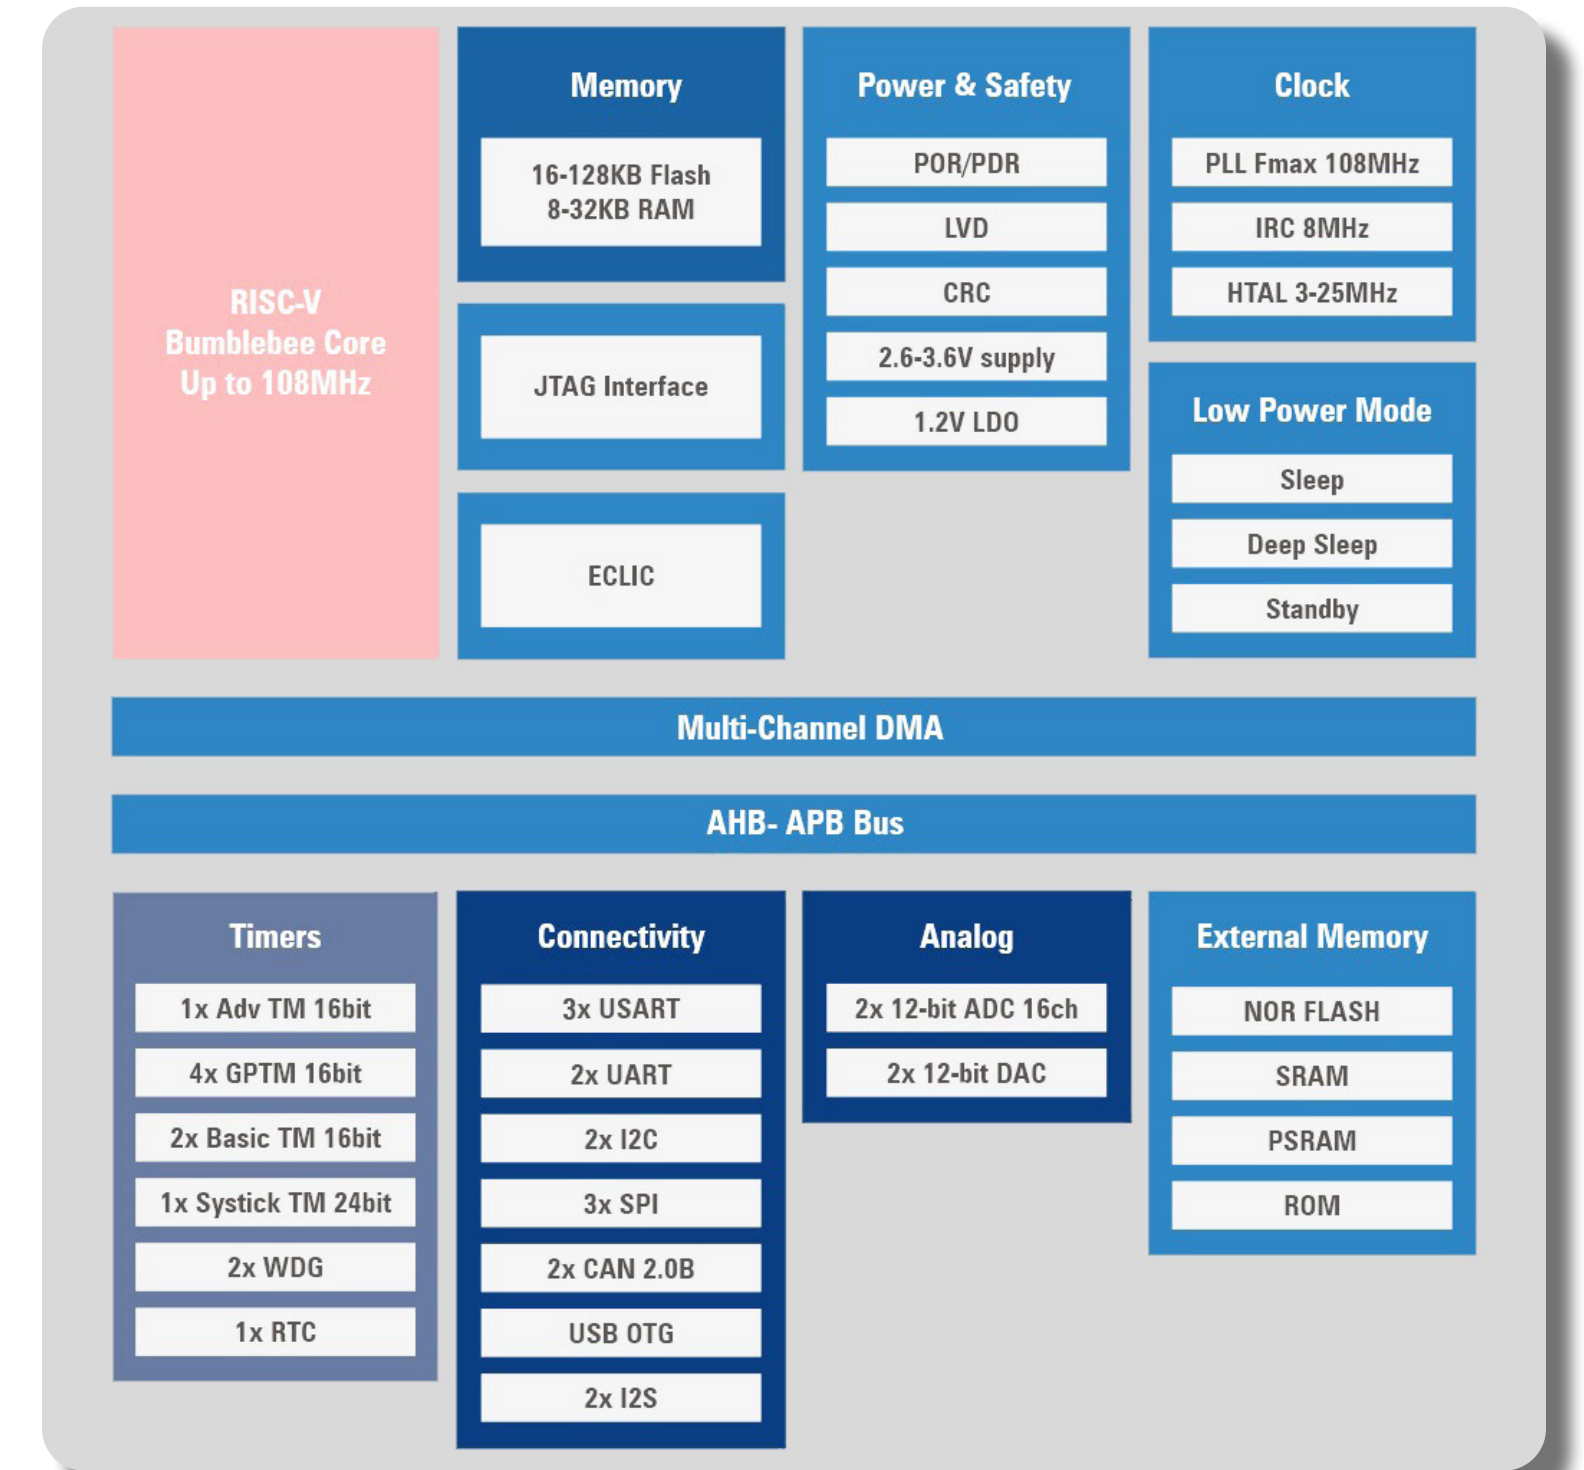 RISC-V
Bumblebee Core
Up to 108MHz
Memory
16-128KB Flash
8-32KB RAM
JTAG Interface
ECLIC
Power & Safety
POR/PDR
LVD
CRC
2.6-3.6V supply
1.2V LDO
Clock
PLL Fmax 108MHz
IRC 8MHz
HTAL 3-25MHz
Low Power Mode
Sleep
Deep Sleep
Standby
Multi-Channel DMA
AHB- APB Bus
Timers
1x Adv TM 16bit
4x GPTM 16bit
2x Basic TM 16bit
1x Systick TM 24bit
2x WDG
1x RTC
Connectivity
3x USART
2x UART
2x I2C
3x SPI
2x CAN 2.0B
USB OTG
2x I2S
Analog
2x 12-bit ADC 16ch
2x 12-bit DAC
External Memory
NOR FLASH
SRAM
PSRAM
ROM